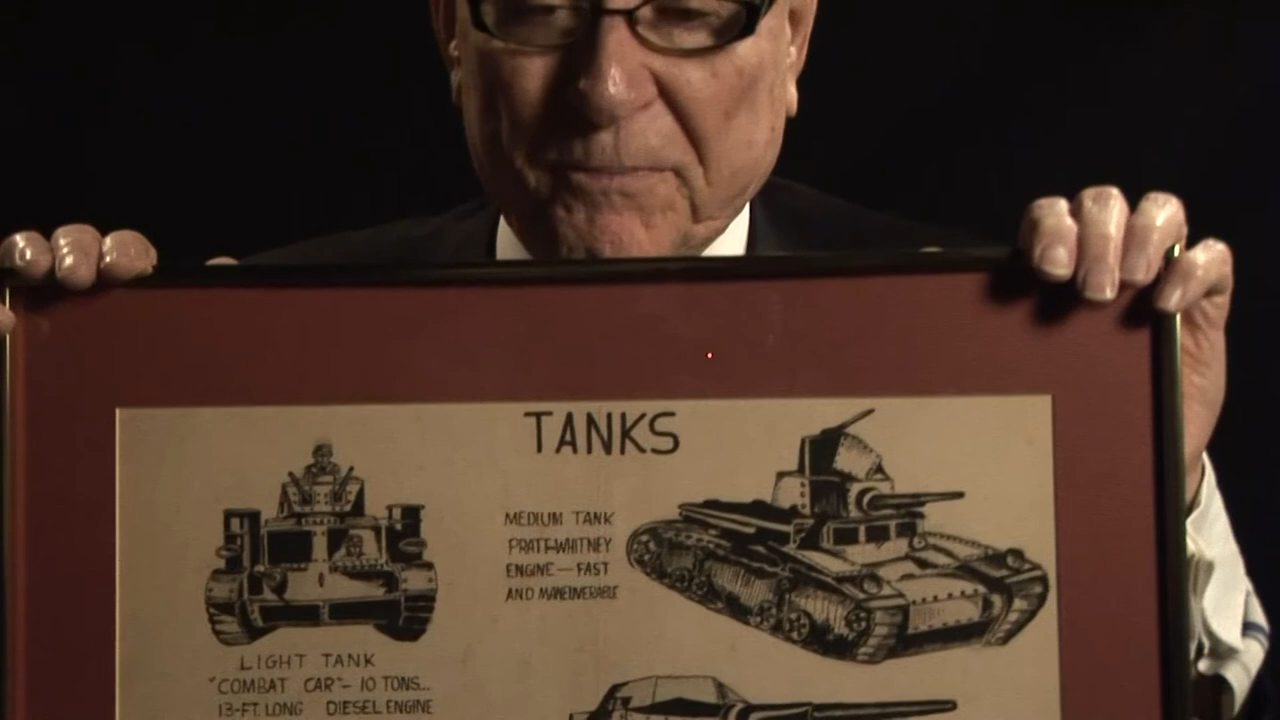 TANKS
MEDIUM TANK
PRATT-WHITNEY
ENGINE — FAST
AND MANEUVERABLE
LIGHT TANK
"COMBAT CAR" - 10 TONS...
13-FT. LONG DIESEL ENGINE